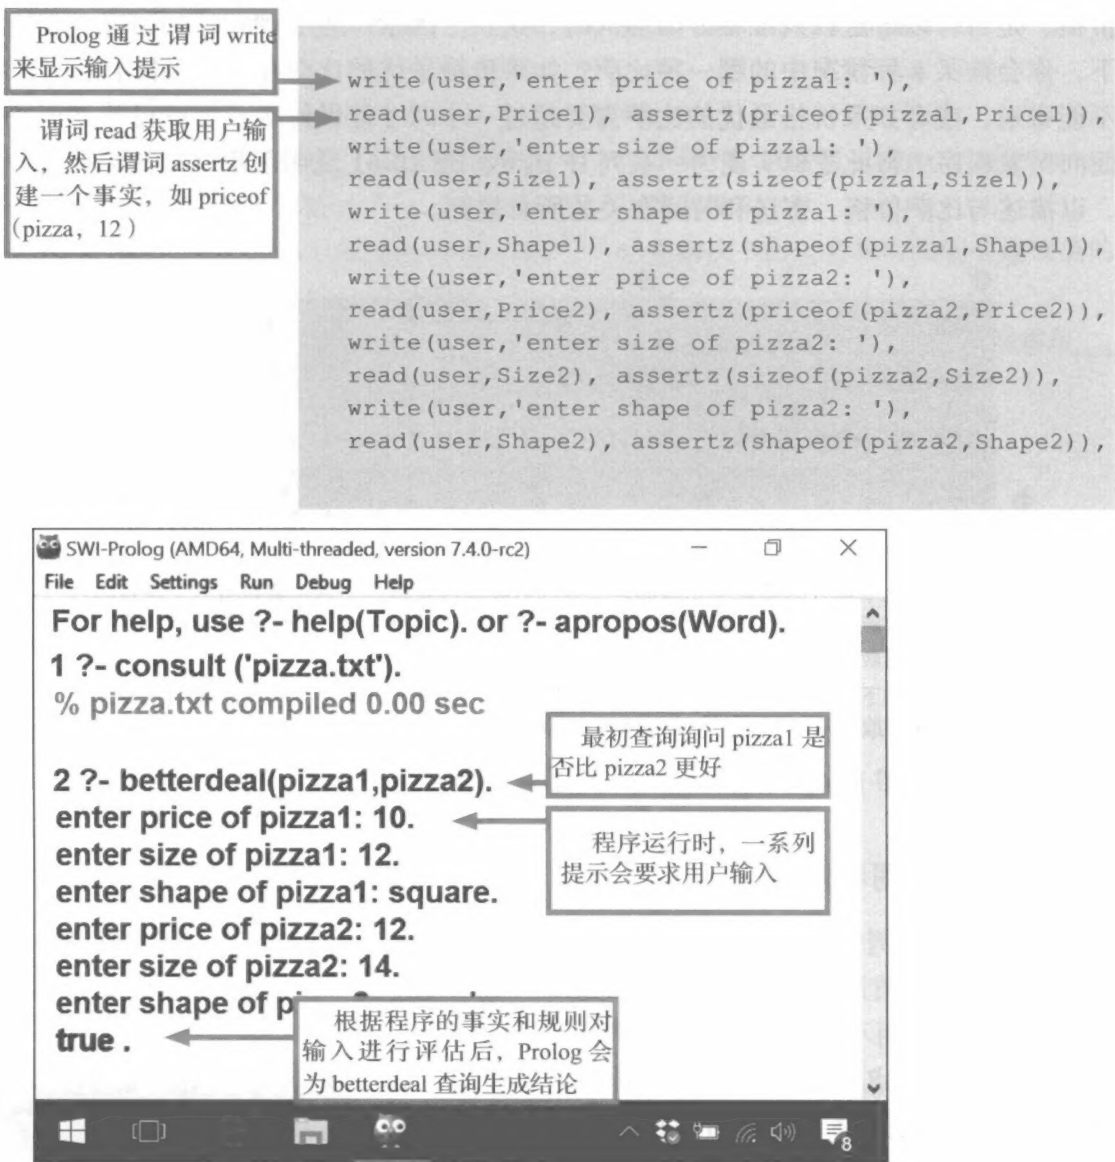 Prolog 通过谓词 write
来显示输入提示
谓词 read 获取用户输
入，然后谓词 assertz 创
建一个事实，如 priceof
（pizza，12）
write(user,'enter price of pizza1: '),
read(user,Price1), assertz(priceof(pizza1,Price1)),
write(user,'enter size of pizza1: '),
read(user,Size1), assertz(sizeof(pizza1,Size1)),
write(user,'enter shape of pizza1: '),
read(user,Shape1), assertz(shapeof(pizza1,Shape1)),
write(user,'enter price of pizza2: '),
read(user,Price2), assertz(priceof(pizza2,Price2)),
write(user,'enter size of pizza2: '),
read(user,Size2), assertz(sizeof(pizza2,Size2)),
write(user,'enter shape of pizza2: '),
read(user,Shape2), assertz(shapeof(pizza2,Shape2)),
SWI-Prolog (AMD64, Multi-threaded, version 7.4.0-rc2)
File Edit Settings Run Debug Help
For help, use ?- help(Topic). or ?- apropos(Word).
1 ?- consult ('pizza.txt').
% pizza.txt compiled 0.00 sec
最初查询询问 pizza1 是
否比 pizza2 更好
2 ?- betterdeal(pizza1,pizza2).
enter price of pizza1: 10.
程序运行时，一系列
提示会要求用户输入
enter size of pizza1: 12.
enter shape of pizza1: square.
enter price of pizza2: 12.
enter size of pizza2: 14.
enter shape of
true .
根据程序的事实和规则对
输入进行评估后，Prolog 会
为 betterdeal 查询生成结论
8